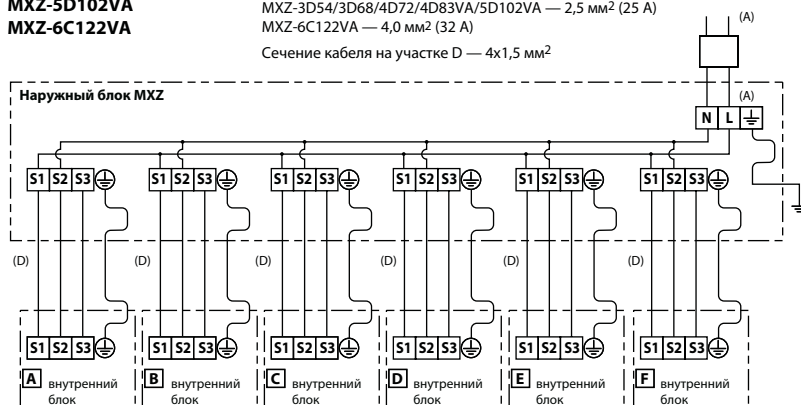 MXZ-5D102VA
MXZ-6C122VA
MXZ-3D54/3D68/4D72/4D83VA/5D102VA — 2,5 мм² (25 А)
MXZ-6C122VA — 4,0 мм² (32 А)
Сечение кабеля на участке D — 4x1,5 мм²
(A)
Наружный блок MXZ
(A)
N L
S1 S2 S3 S1 S2 S3 S1 S2 S3 S1 S2 S3 S1 S2 S3 S1 S2 S3
(D) (D) (D) (D) (D) (D)
S1 S2 S3 S1 S2 S3 S1 S2 S3 S1 S2 S3 S1 S2 S3 S1 S2 S3
A внутренний B внутренний C внутренний D внутренний E внутренний F внутренний
блок блок блок блок блок блок